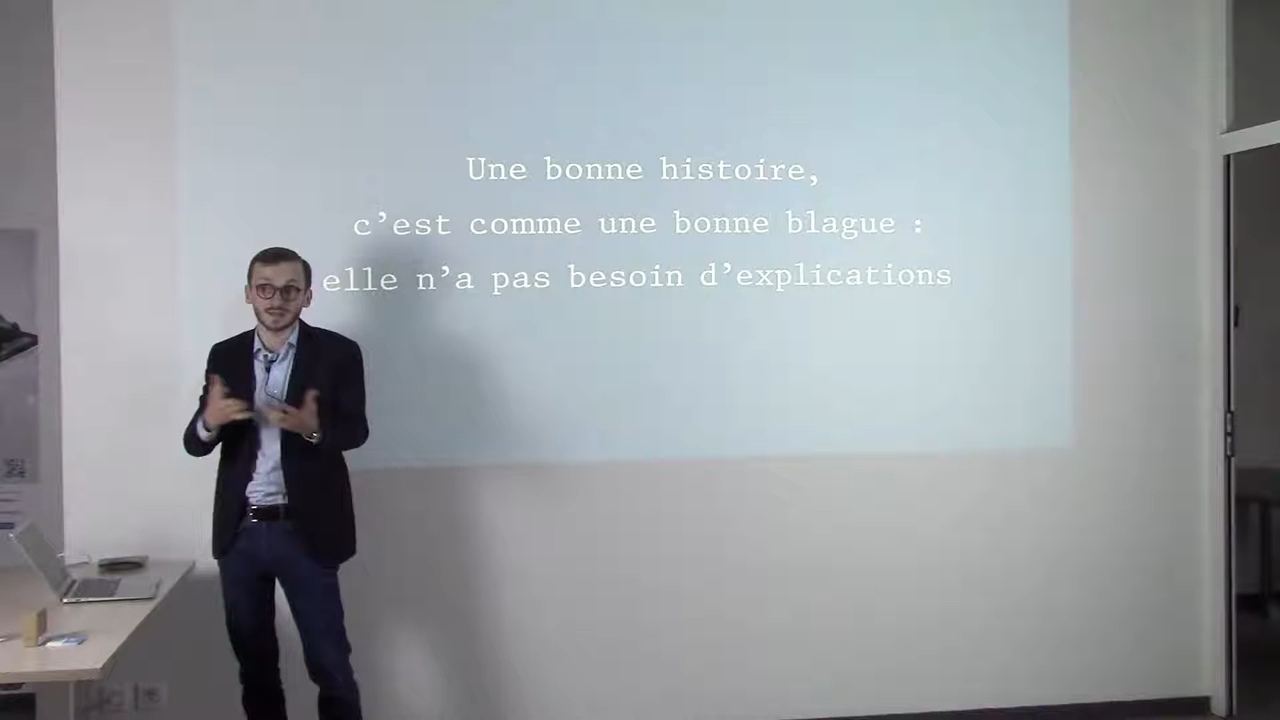 Une bonne histoire,
c’est comme une bonne blague :
elle n’a pas besoin d’explications